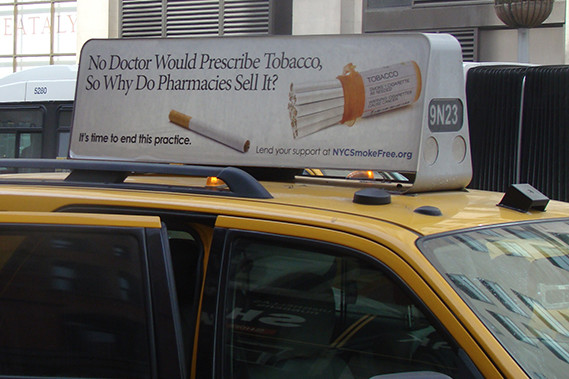 EATALY
5280
No Doctor Would Prescribe Tobacco,
So Why Do Pharmacies Sell It?
It's time to end this practice.
TOBACCO
Lend your support at NYCSmokeFree.org
9N23